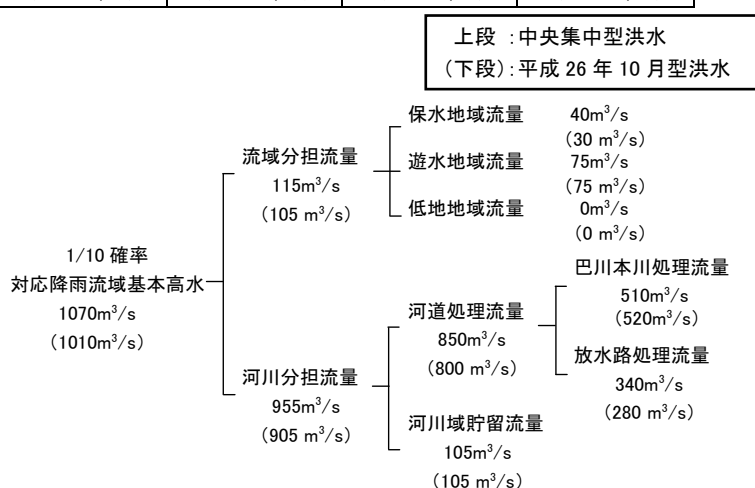 上段 ：中央集中型洪水
（下段）：平成 26 年 10 月型洪水
1/10 確率
対応降雨流域基本高水
1070m³/s
(1010m³/s)
流域分担流量
115m³/s
(105 m³/s)
保水地域流量 40m³/s
(30 m³/s)
遊水地域流量 75m³/s
(75 m³/s)
低地地域流量 0m³/s
(0 m³/s)
河川分担流量
955m³/s
(905 m³/s)
河道処理流量
850m³/s
(800 m³/s)
巴川本川処理流量
510m³/s
(520m³/s)
放水路処理流量
340m³/s
(280 m³/s)
河川域貯留流量
105m³/s
(105 m³/s)